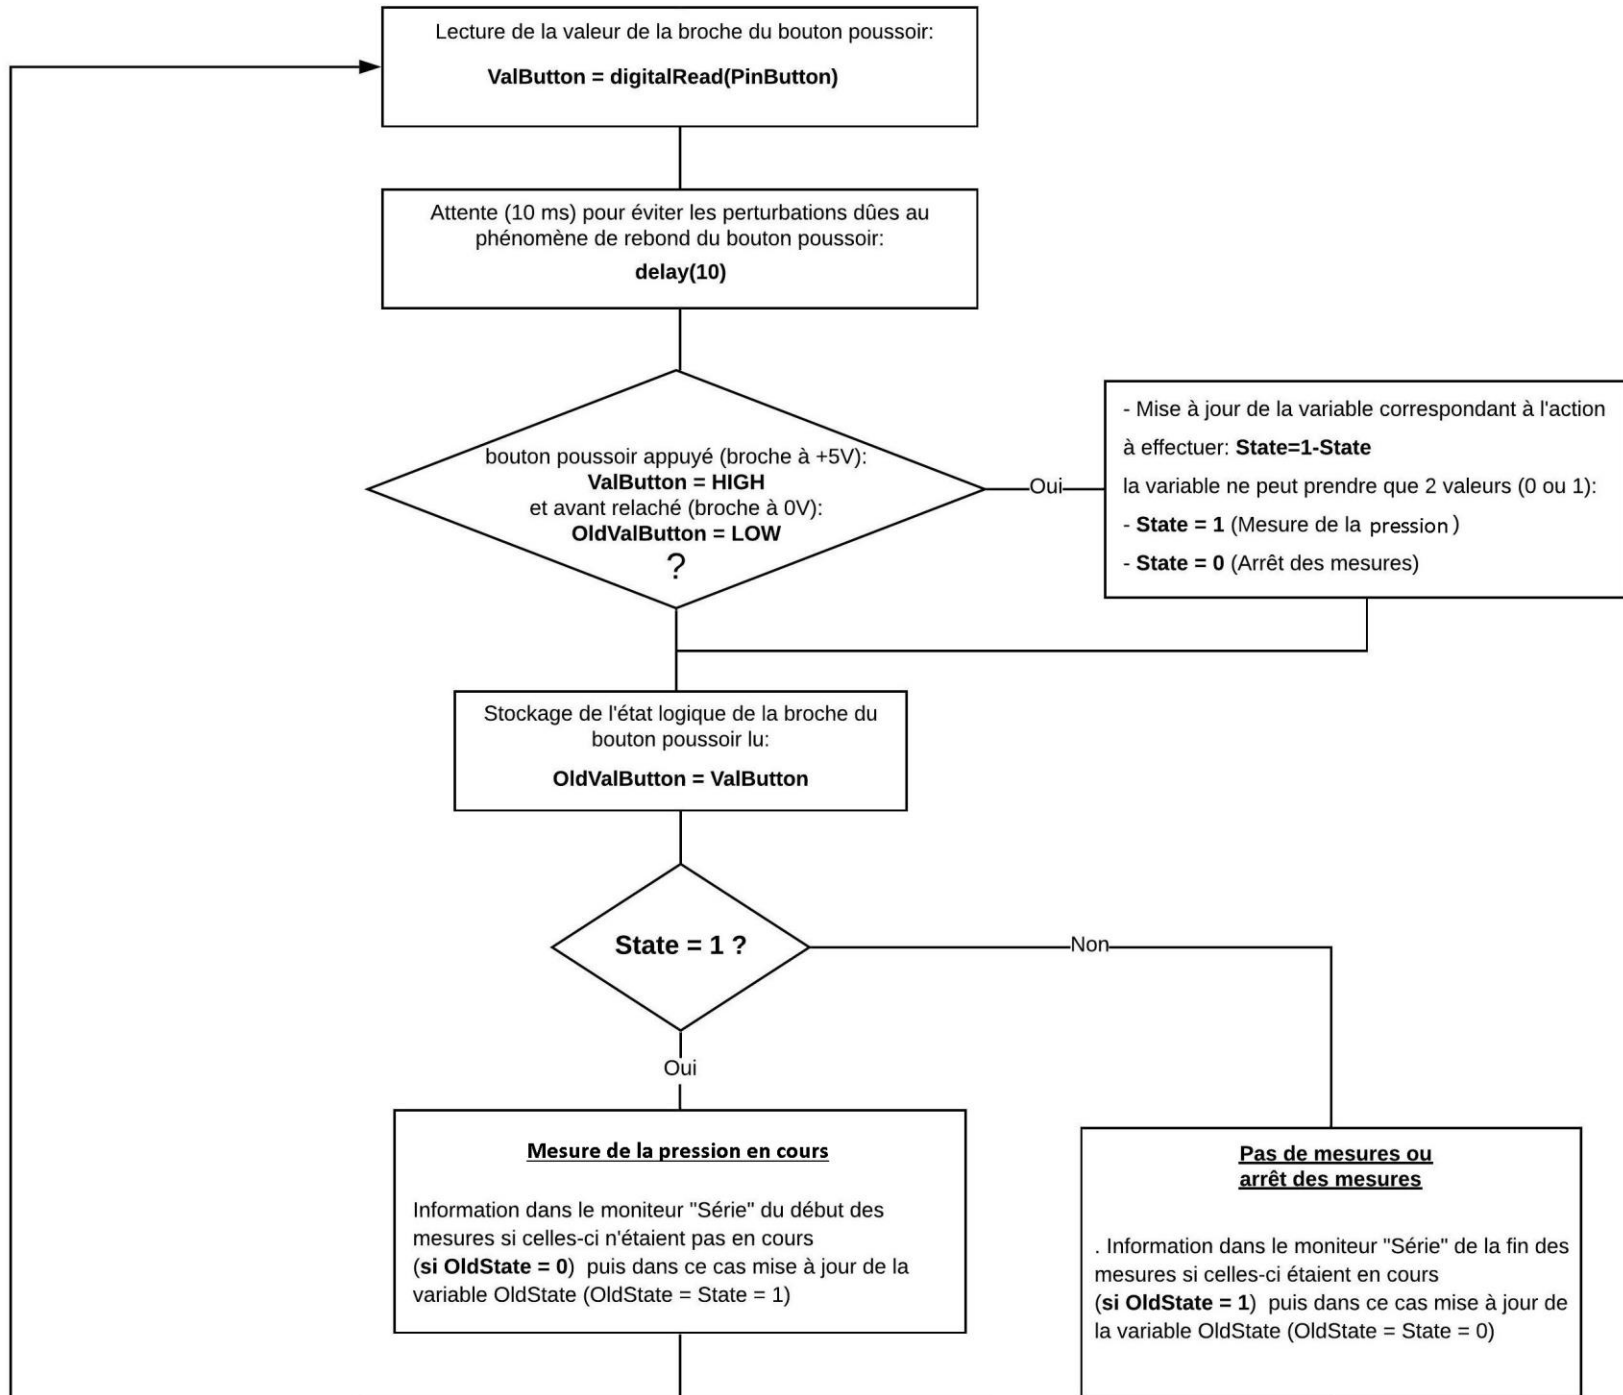 Lecture de la valeur de la broche du bouton poussoir:
ValButton = digitalRead(PinButton)
Attente (10 ms) pour éviter les perturbations dûes au
phénomène de rebond du bouton poussoir:
delay(10)
bouton poussoir appuyé (broche à +5V):
ValButton = HIGH
et avant relaché (broche à 0V):
OldValButton = LOW
?
Oui
- Mise à jour de la variable correspondant à l'action
à effectuer: State=1-State
la variable ne peut prendre que 2 valeurs (0 ou 1):
- State = 1 (Mesure de la pression)
- State = 0 (Arrêt des mesures)
Stockage de l'état logique de la broche du
bouton poussoir lu:
OldValButton = ValButton
State = 1 ?
Non
Oui
Mesure de la pression en cours
Information dans le moniteur "Série" du début des
mesures si celles-ci n'étaient pas en cours
(si OldState = 0) puis dans ce cas mise à jour de la
variable OldState (OldState = State = 1)
Pas de mesures ou
arrêt des mesures
. Information dans le moniteur "Série" de la fin des
mesures si celles-ci étaient en cours
(si OldState = 1) puis dans ce cas mise à jour de
la variable OldState (OldState = State = 0)